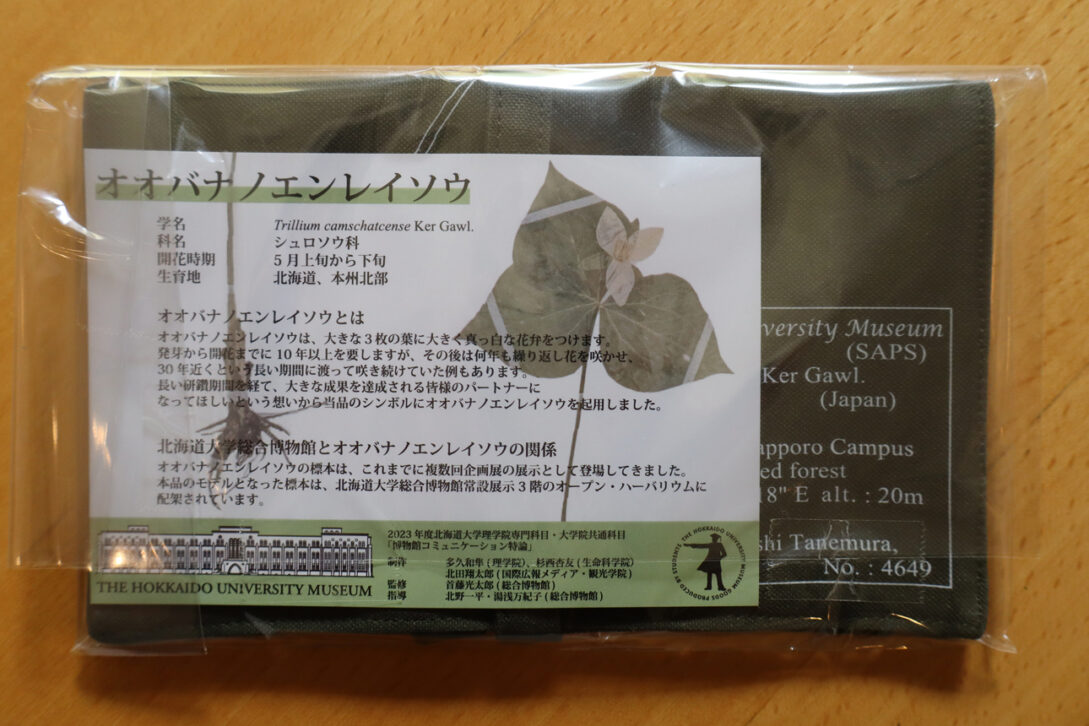 オオバナノエンレイソウ
学名 Trillium camschatcense Ker Gawl.
科名 シュロソウ科
開花時期 5月上旬から下旬
生育地 北海道、本州北部
オオバナノエンレイソウとは
オオバナノエンレイソウは、大きな3枚の葉に大きく真っ白な花弁をつけます。
発芽から開花までに10年以上を要しますが、その後は何年も繰り返し花を咲かせ、
30年近くという長い期間に渡って咲き続けていた例もあります。
長い研鑽期間を経て、大きな成果を達成される皆様のパートナーに
なってほしいという想いから当品のシンボルにオオバナノエンレイソウを起用しました。
北海道大学総合博物館とオオバナノエンレイソウの関係
オオバナノエンレイソウの標本は、これまでに複数回企画展の展示として登場してきました。
本品のモデルとなった標本は、北海道大学総合博物館常設展示3階のオープン・ハーバリウムに
配架されています。
THE HOKKAIDO UNIVERSITY MUSEUM
2023年度北海道大学理学院専門科目・大学院共通科目
「博物館コミュニケーション特論」
制作 多久和隼(理学院)、杉西杏友(生命科学院)
北田翔太郎(国際広報メディア・観光学院)
監修 首藤光太郎(総合博物館)
指導 北野一平・湯浅万紀子(総合博物館)
THE HOKKAIDO UNIVERSITY MUSEUM GOODS PRODUCED BY STUDENTS
versity Museum
(SAPS)
Ker Gawl.
(Japan)
apporo Campus
ed forest
18" E alt. : 20m
shi Tanemura,
No. : 4649